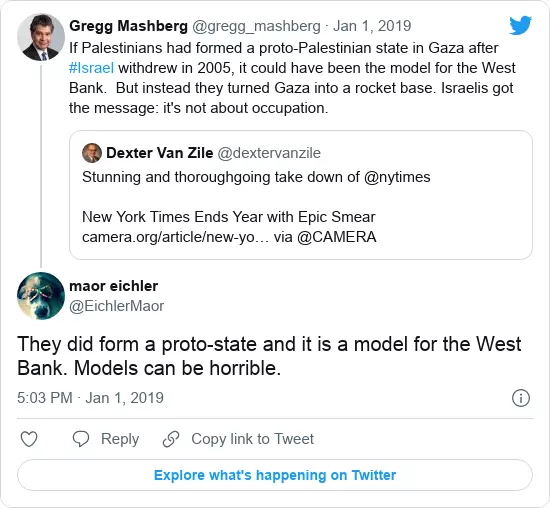 Gregg Mashberg @gregg_mashberg · Jan 1, 2019
If Palestinians had formed a proto-Palestinian state in Gaza after
#Israel withdrew in 2005, it could have been the model for the West
Bank.  But instead they turned Gaza into a rocket base. Israelis got
the message: it's not about occupation.
Dexter Van Zile @dextervanzile
Stunning and thoroughgoing take down of @nytimes
New York Times Ends Year with Epic Smear
camera.org/article/new-yo… via @CAMERA
maor eichler
@EichlerMaor
They did form a proto-state and it is a model for the West
Bank. Models can be horrible.
5:03 PM · Jan 1, 2019
Reply
Copy link to Tweet
Explore what's happening on Twitter